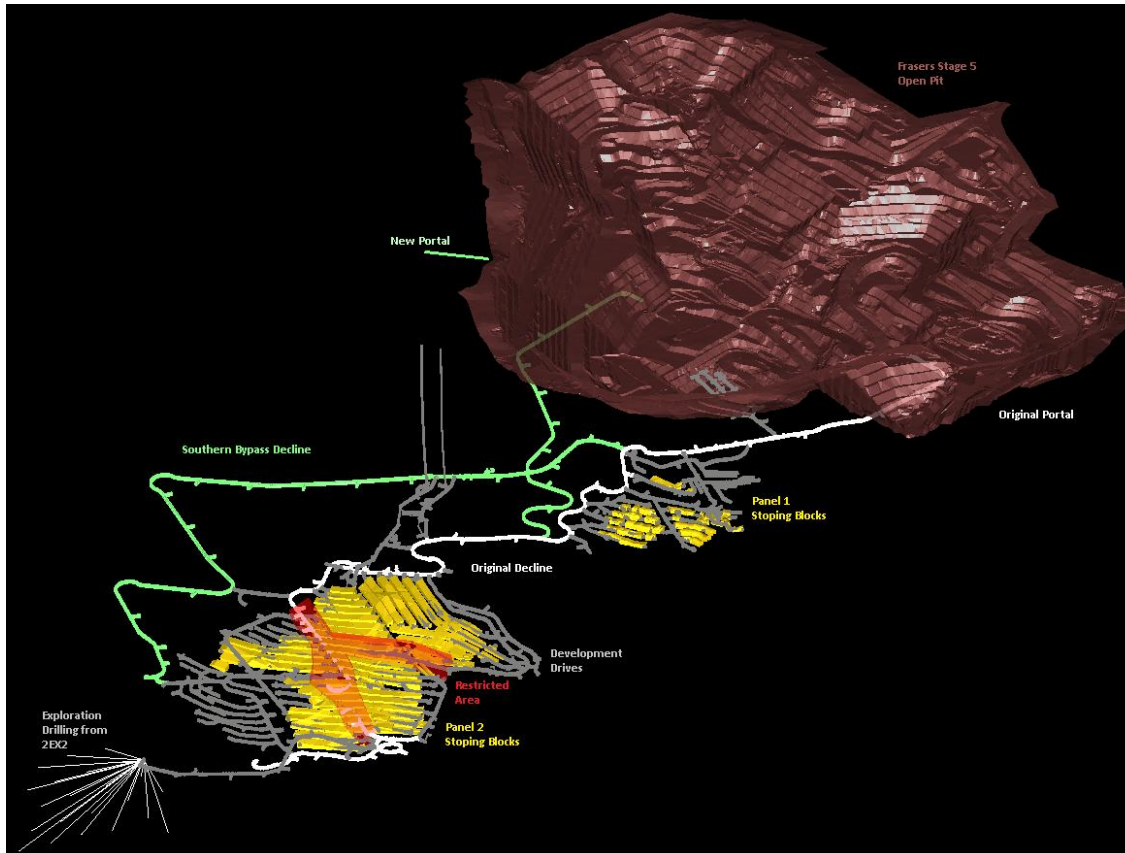 Frasers Stage 5
Open Pit
New Portal
Original Portal
Southern Bypass Decline
Panel 1
Stoping Blocks
Original Decline
Development
Drives
Restricted
Area
Exploration
Drilling from
2EX2
Panel 2
Stoping Blocks